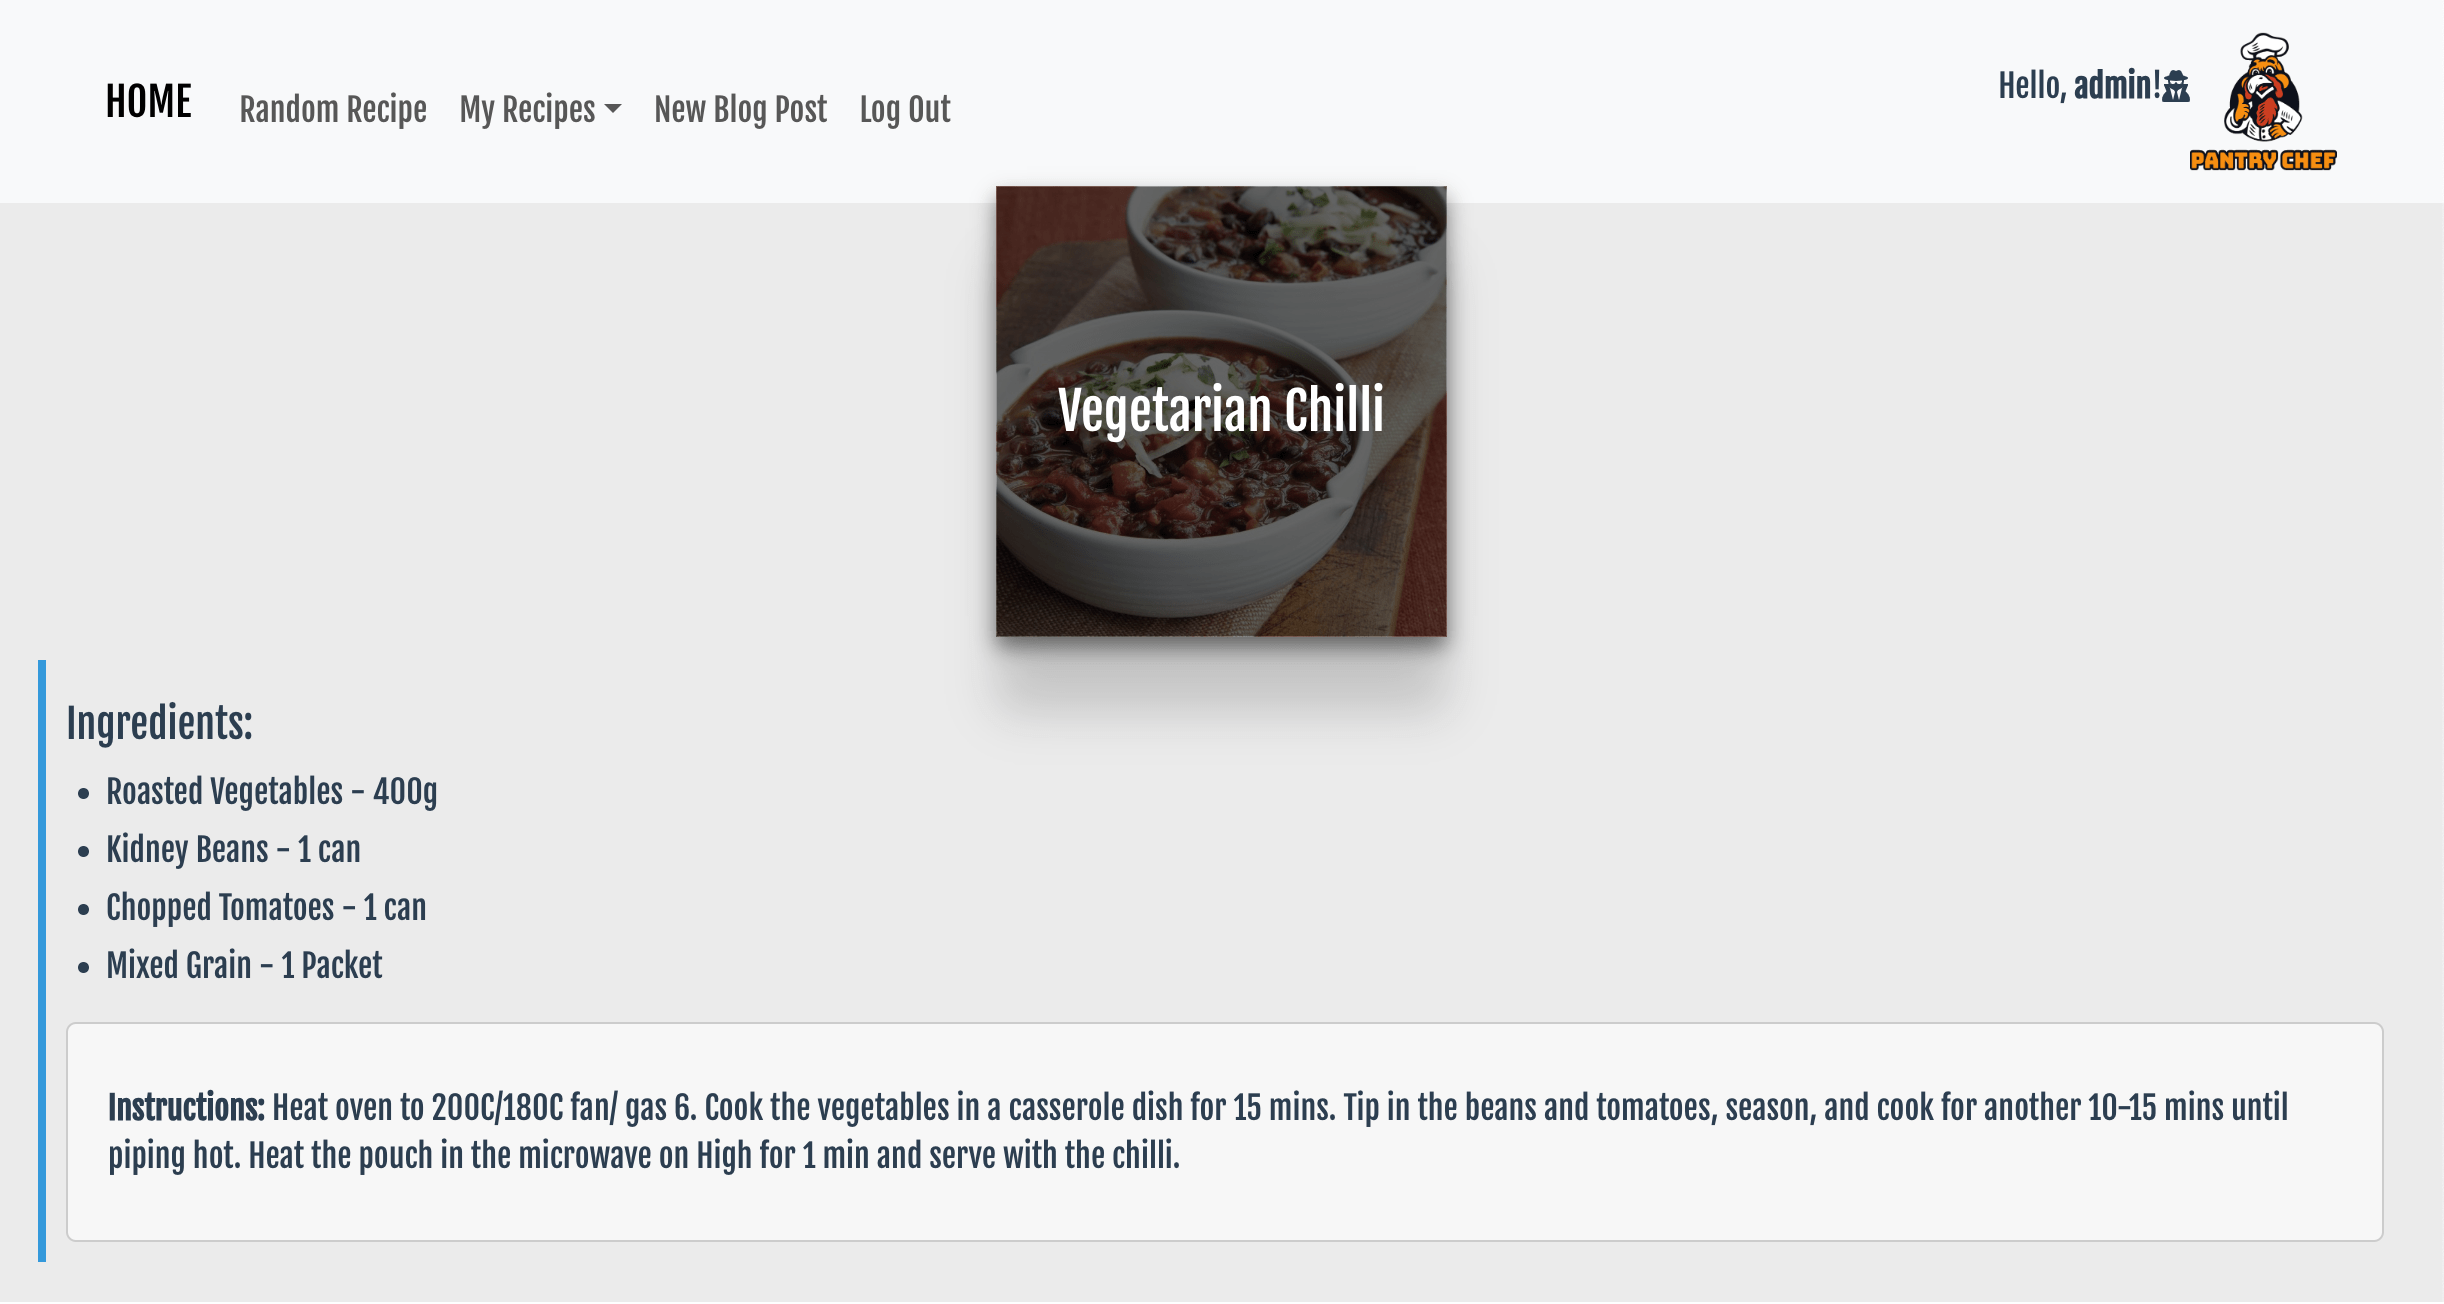 HOME Random Recipe My Recipes New Blog Post Log Out
Hello, admin!
PANTRY CHEF
Vegetarian Chilli
Ingredients:
Roasted Vegetables - 400g
Kidney Beans - 1 can
Chopped Tomatoes - 1 can
Mixed Grain - 1 Packet
Instructions: Heat oven to 200C/180C fan/ gas 6. Cook the vegetables in a casserole dish for 15 mins. Tip in the beans and tomatoes, season, and cook for another 10-15 mins until
piping hot. Heat the pouch in the microwave on High for 1 min and serve with the chilli.